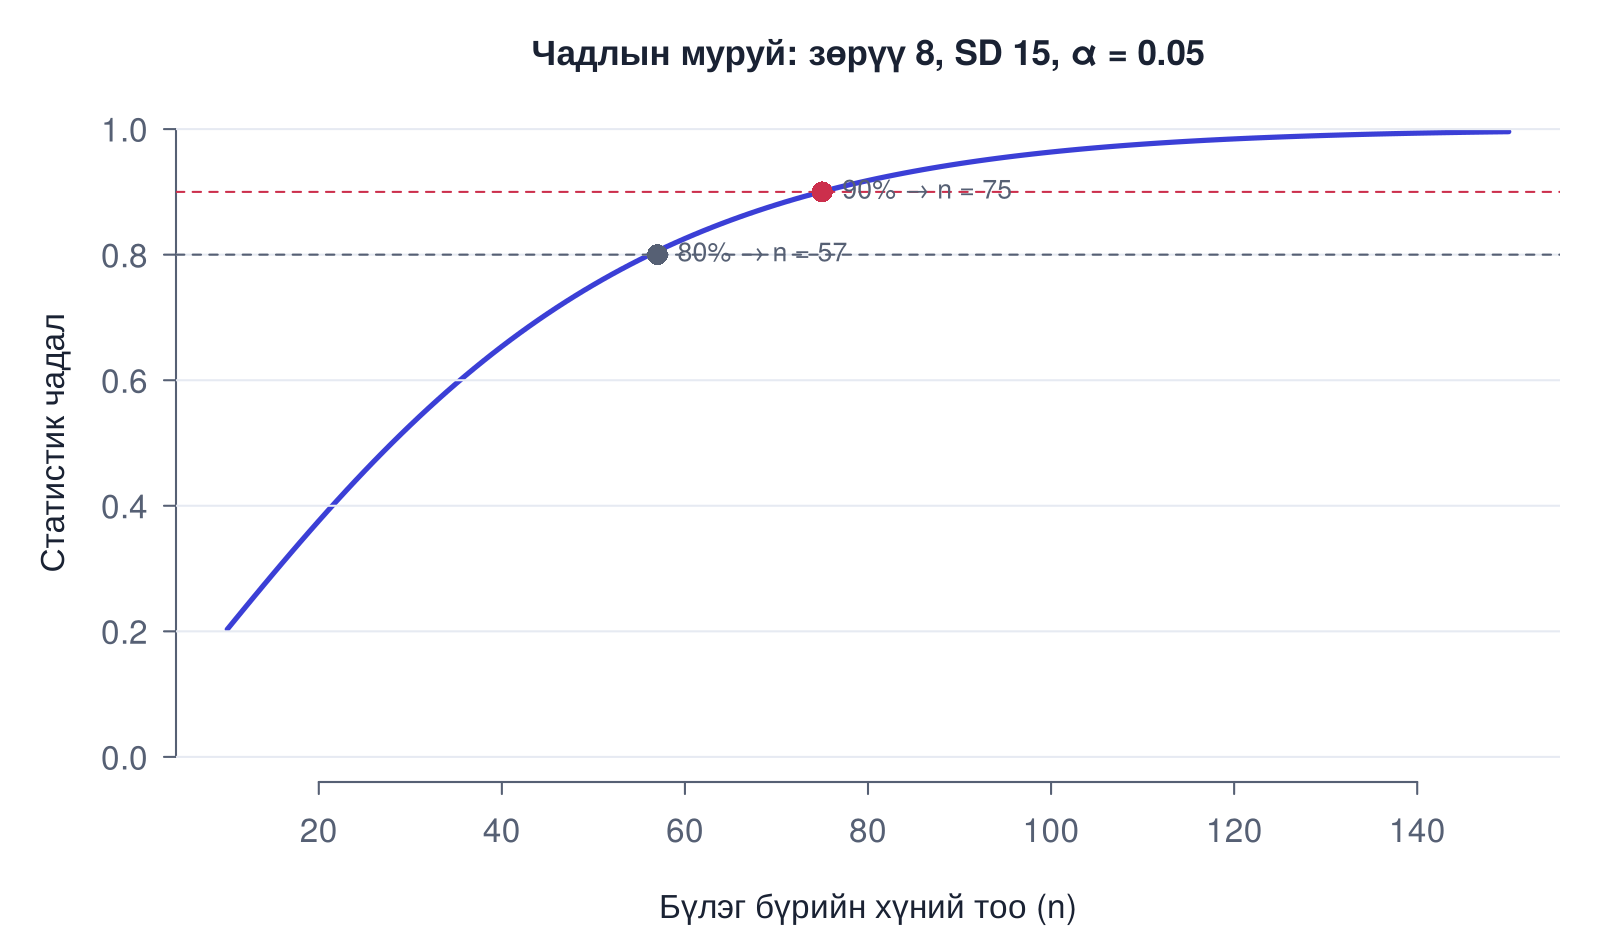 Чадлын муруй: зөрүү 8, SD 15, α = 0.05
Статистик чадал
1.0
0.8
0.6
0.4
0.2
0.0
90% → n = 75
80% → n = 57
20 40 60 80 100 120 140
Бүлэг бүрийн хүний тоо (n)